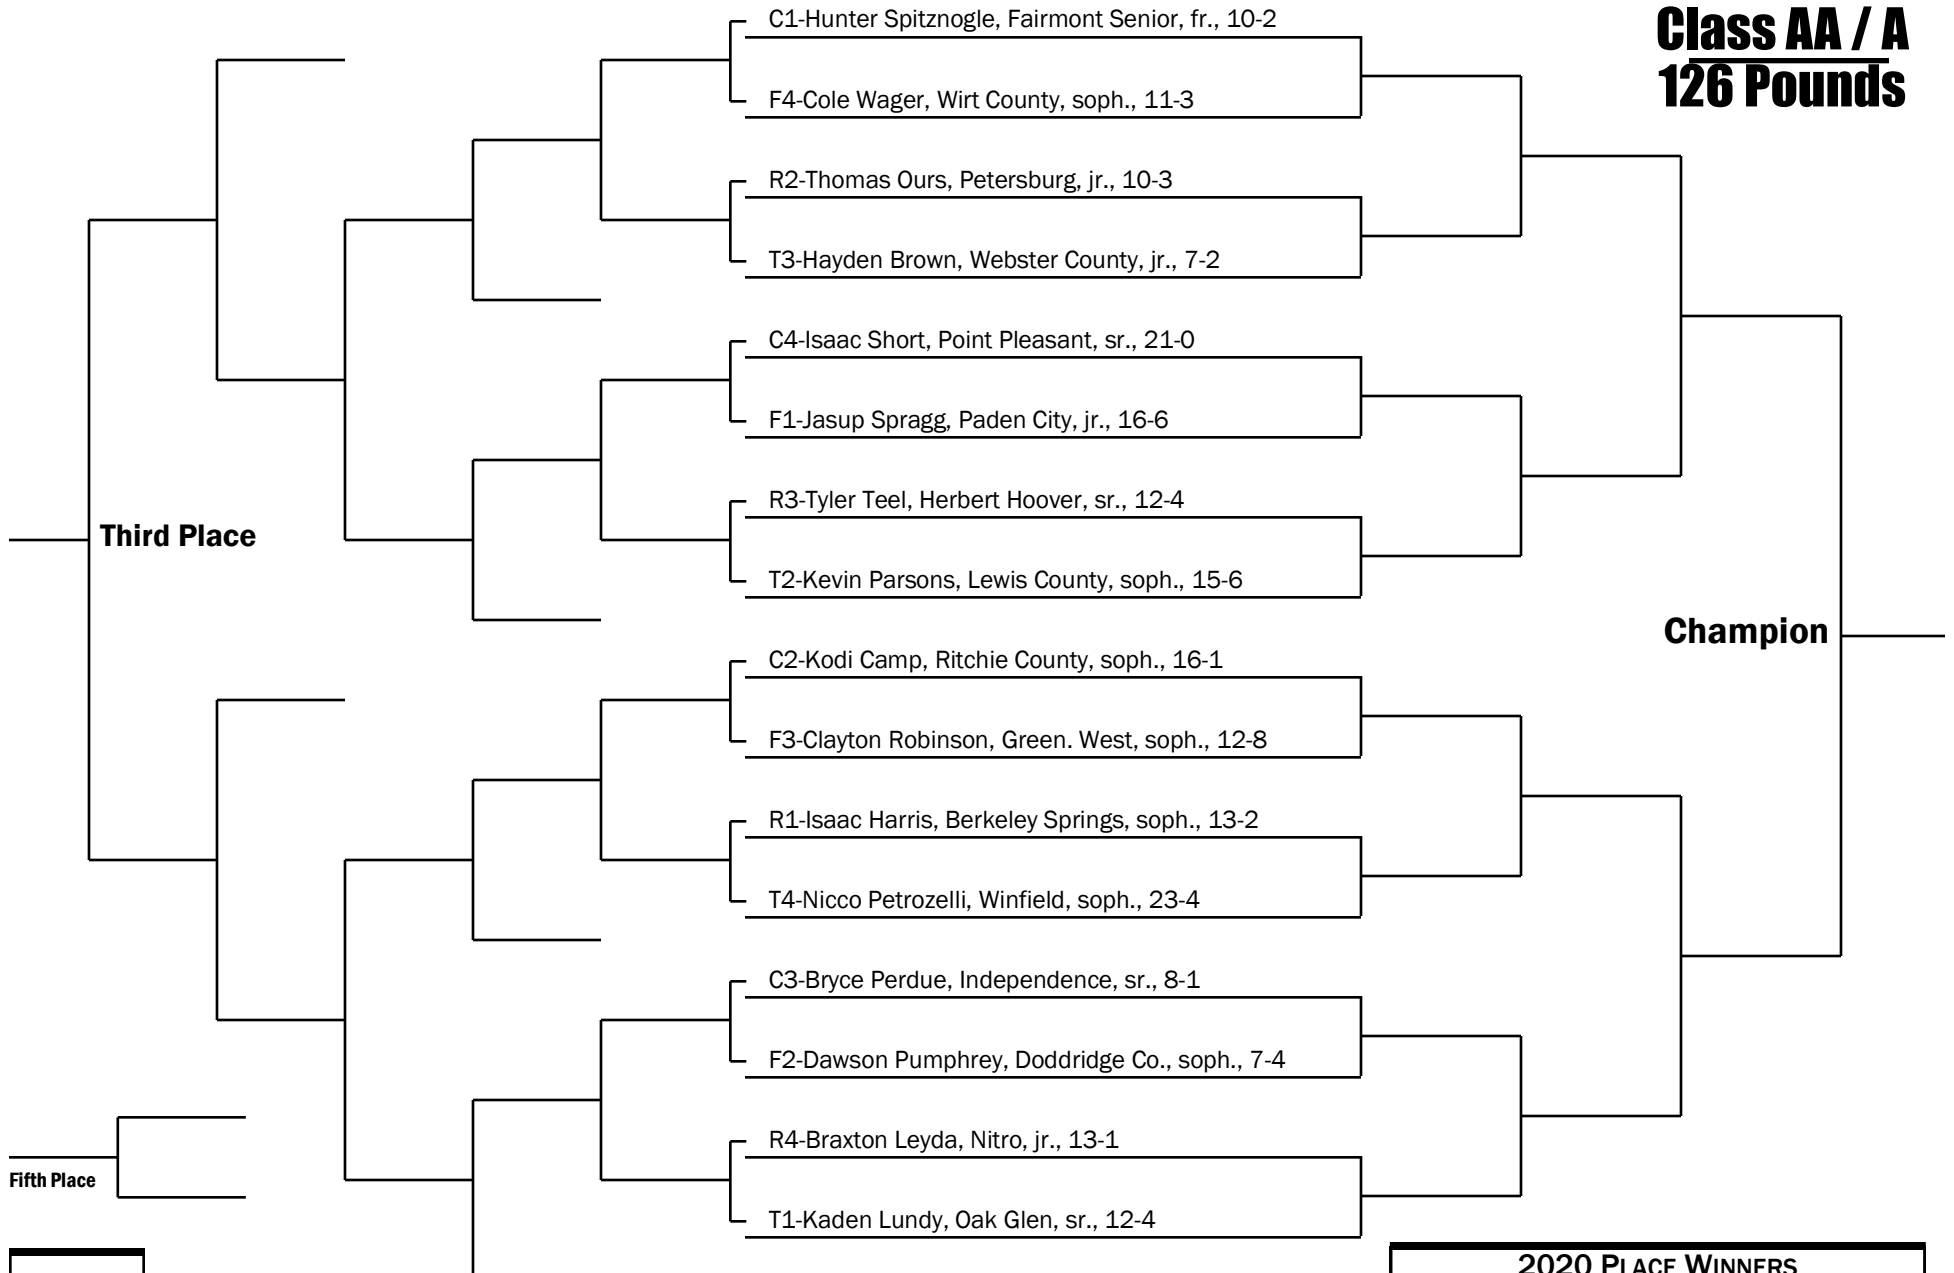 Class AA / A
126 Pounds
C1-Hunter Spitznogle, Fairmont Senior, fr., 10-2
F4-Cole Wager, Wirt County, soph., 11-3
R2-Thomas Ours, Petersburg, jr., 10-3
T3-Hayden Brown, Webster County, jr., 7-2
C4-Isaac Short, Point Pleasant, sr., 21-0
F1-Jasup Spragg, Paden City, jr., 16-6
R3-Tyler Teel, Herbert Hoover, sr., 12-4
Third Place
T2-Kevin Parsons, Lewis County, soph., 15-6
Champion
C2-Kodi Camp, Ritchie County, soph., 16-1
F3-Clayton Robinson, Green. West, soph., 12-8
R1-Isaac Harris, Berkeley Springs, soph., 13-2
T4-Nicco Petrozelli, Winfield, soph., 23-4
C3-Bryce Perdue, Independence, sr., 8-1
F2-Dawson Pumphrey, Doddridge Co., soph., 7-4
R4-Braxton Leyda, Nitro, jr., 13-1
Fifth Place
T1-Kaden Lundy, Oak Glen, sr., 12-4
2020 PLACE WINNERS